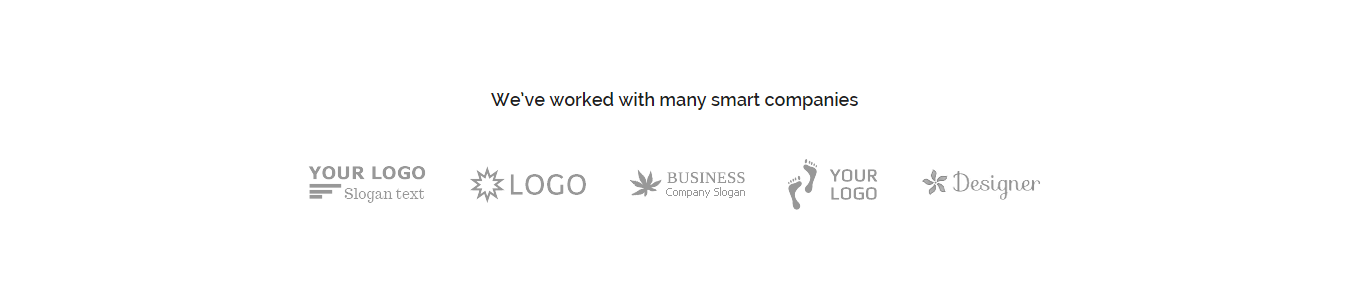 We've worked with many smart companies
YOUR LOGO
Slogan text
LOGO
BUSINESS
Company Slogan
YOUR
LOGO
Designer